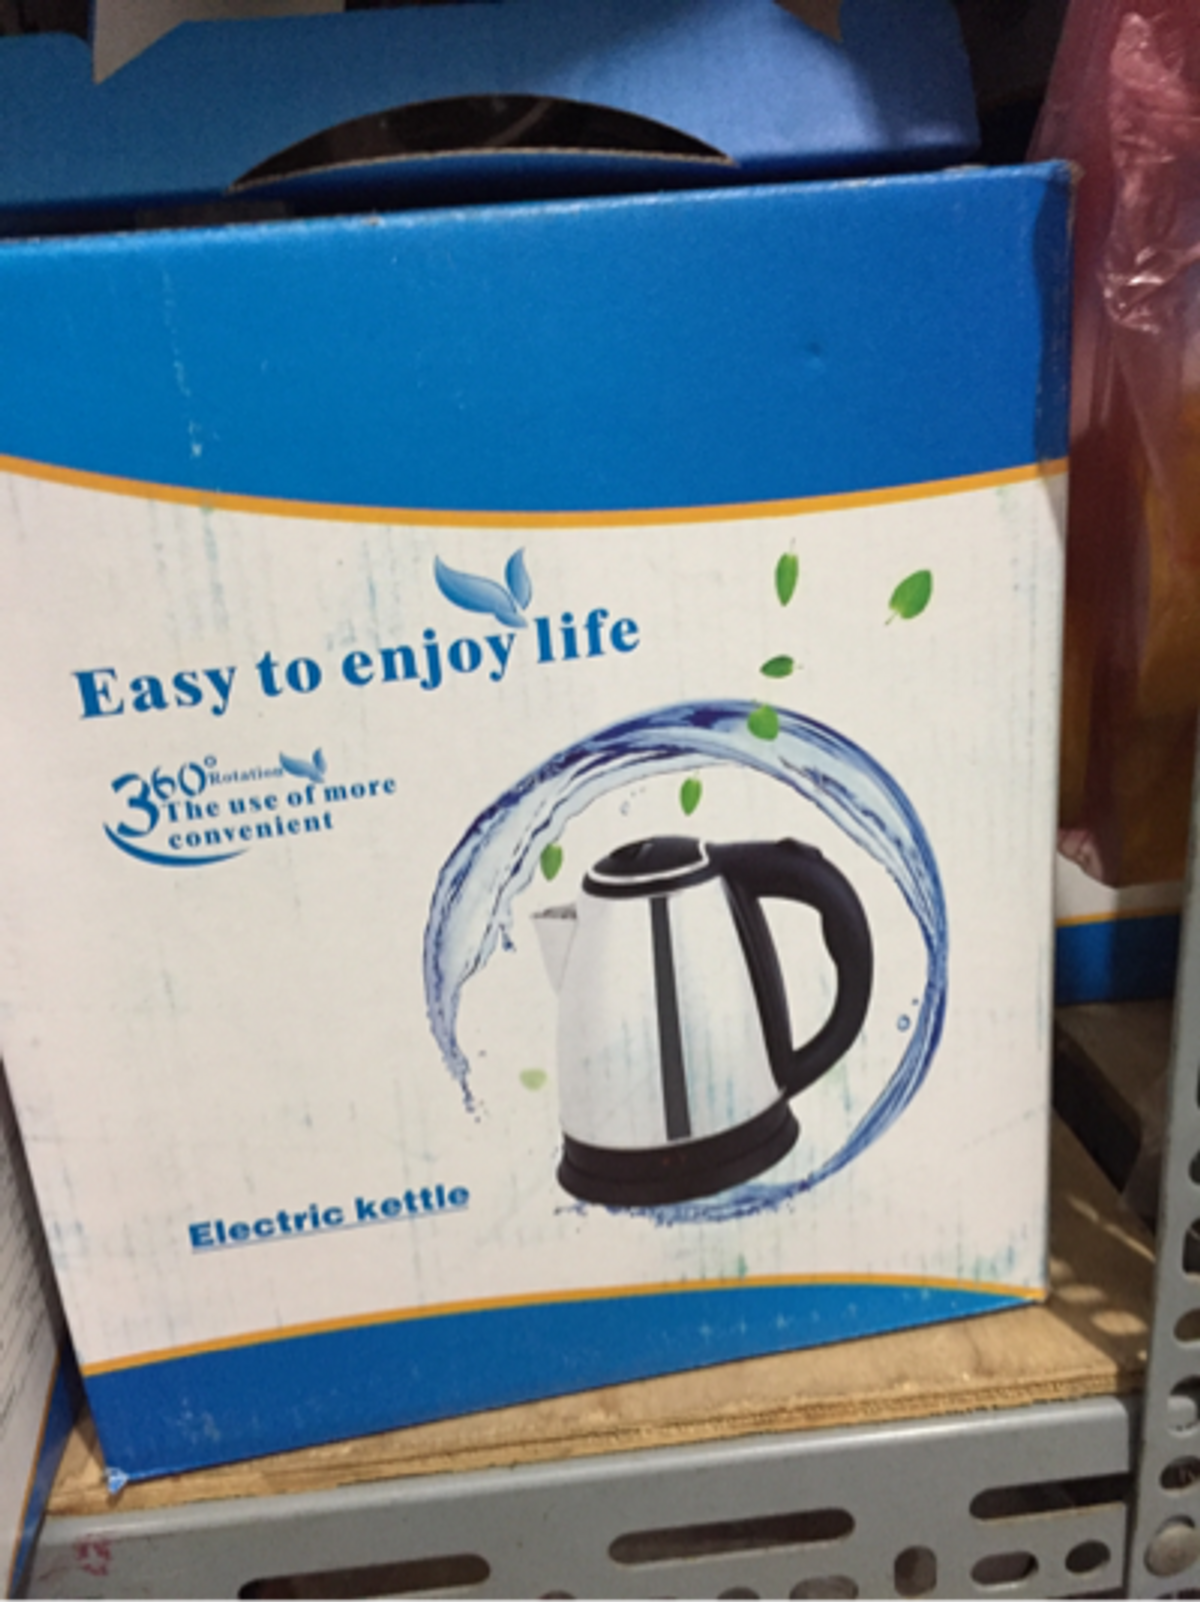 Easy to enjoy life
360° Rotation
The use of more
convenient
Electric kettle